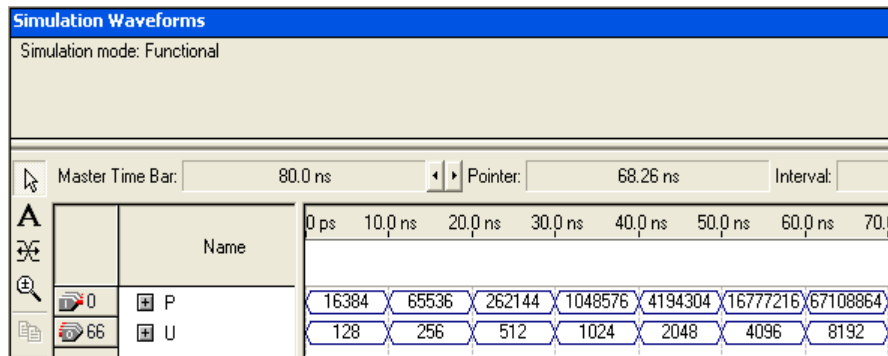 Simulation Waveforms
Simulation mode: Functional
Master Time Bar: 80.0 ns Pointer: 68.26 ns Interval:
A
Name
0 ps 10.0 ns 20.0 ns 30.0 ns 40.0 ns 50.0 ns 60.0 ns 70.
0 P 16384 65536 262144 1048576 4194304 16777216 67108864
66 U 128 256 512 1024 2048 4096 8192